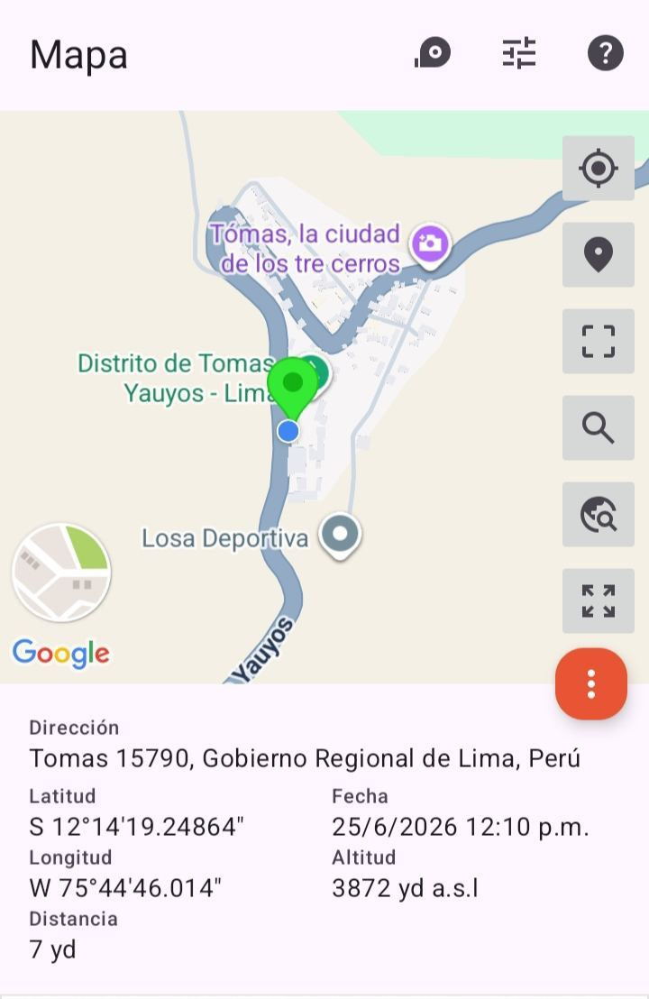 Mapa
Tómas, la ciudad
de los tre cerros
Distrito de Tomas
Yauyos - Lima
Losa Deportiva
Yauyos
Google
Dirección
Tomas 15790, Gobierno Regional de Lima, Perú
Latitud
S 12°14'19.24864"
Fecha
25/6/2026 12:10 p.m.
Longitud
W 75°44'46.014"
Altitud
3872 yd a.s.l
Distancia
7 yd